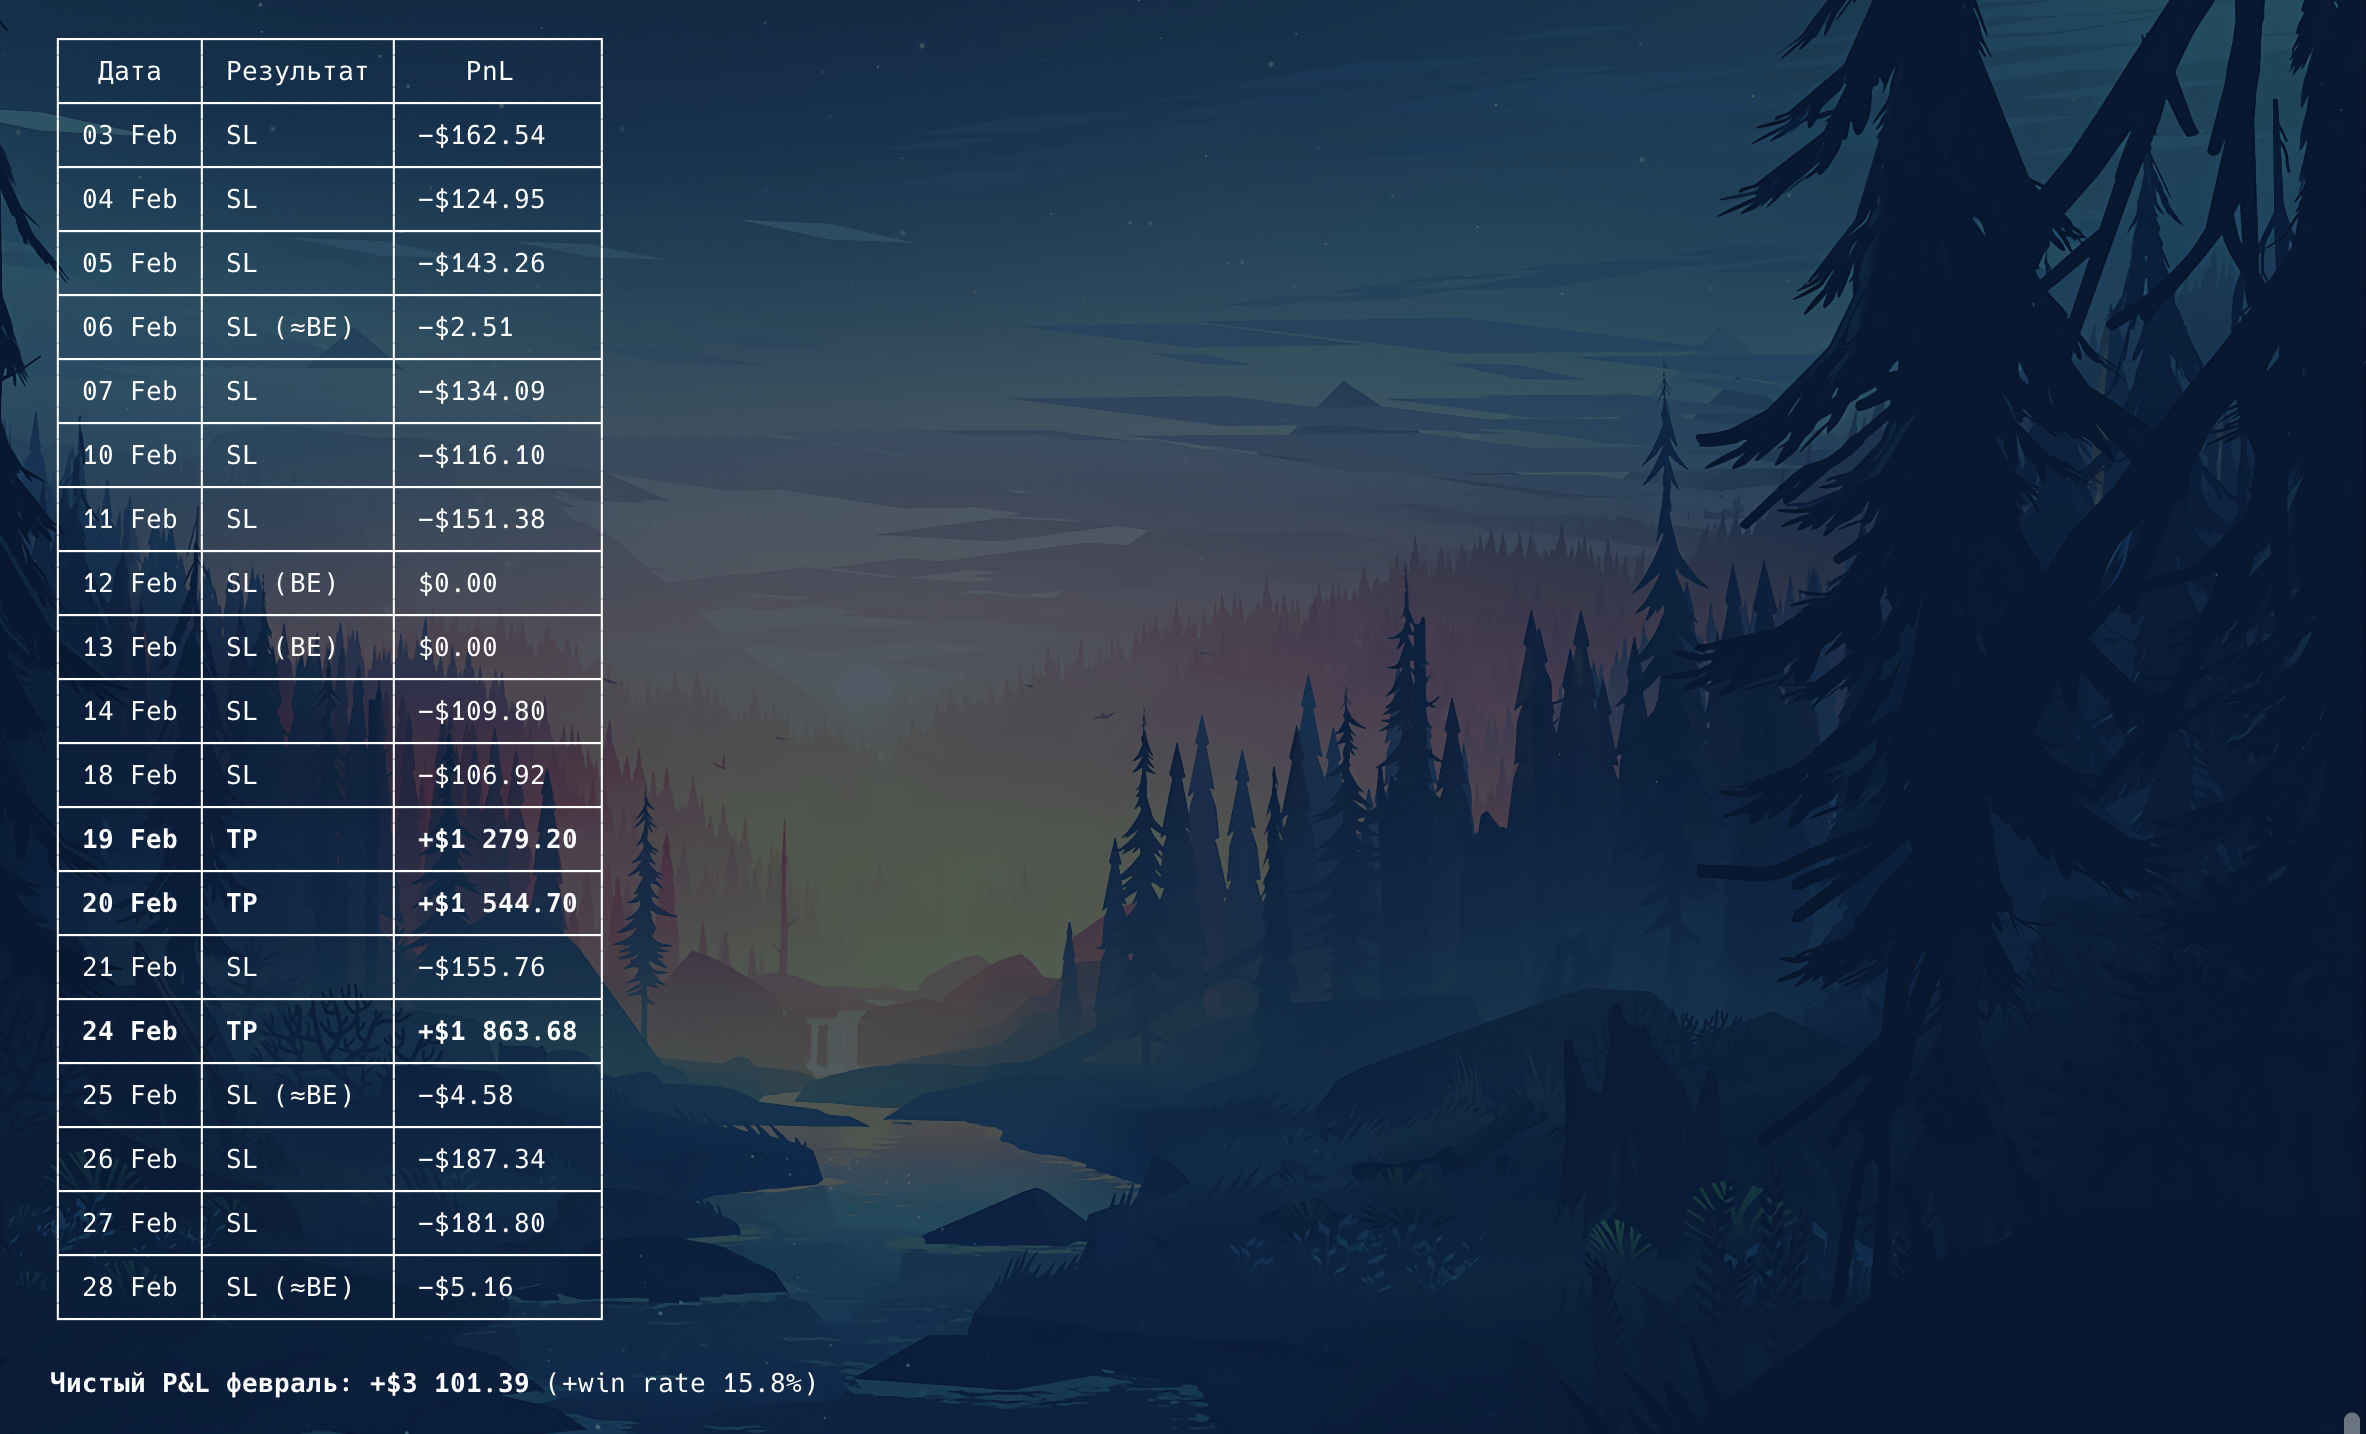 Дата Результат PnL
03 Feb SL −$162.54
04 Feb SL −$124.95
05 Feb SL −$143.26
06 Feb SL (≈BE) −$2.51
07 Feb SL −$134.09
10 Feb SL −$116.10
11 Feb SL −$151.38
12 Feb SL (BE) $0.00
13 Feb SL (BE) $0.00
14 Feb SL −$109.80
18 Feb SL −$106.92
19 Feb TP +$1 279.20
20 Feb TP +$1 544.70
21 Feb SL −$155.76
24 Feb TP +$1 863.68
25 Feb SL (≈BE) −$4.58
26 Feb SL −$187.34
27 Feb SL −$181.80
28 Feb SL (≈BE) −$5.16
Чистый P&L февраль: +$3 101.39 (+win rate 15.8%)